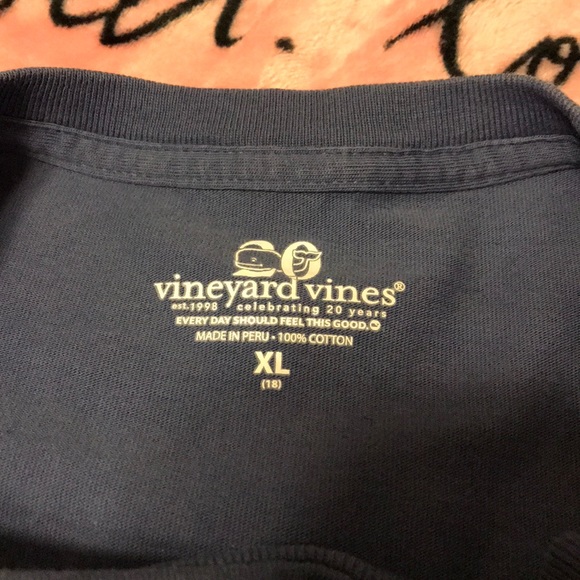 20
vineyard vines®
est. 1998 celebrating 20 years
EVERY DAY SHOULD FEEL THIS GOOD.
MADE IN PERU • 100% COTTON
XL
(18)